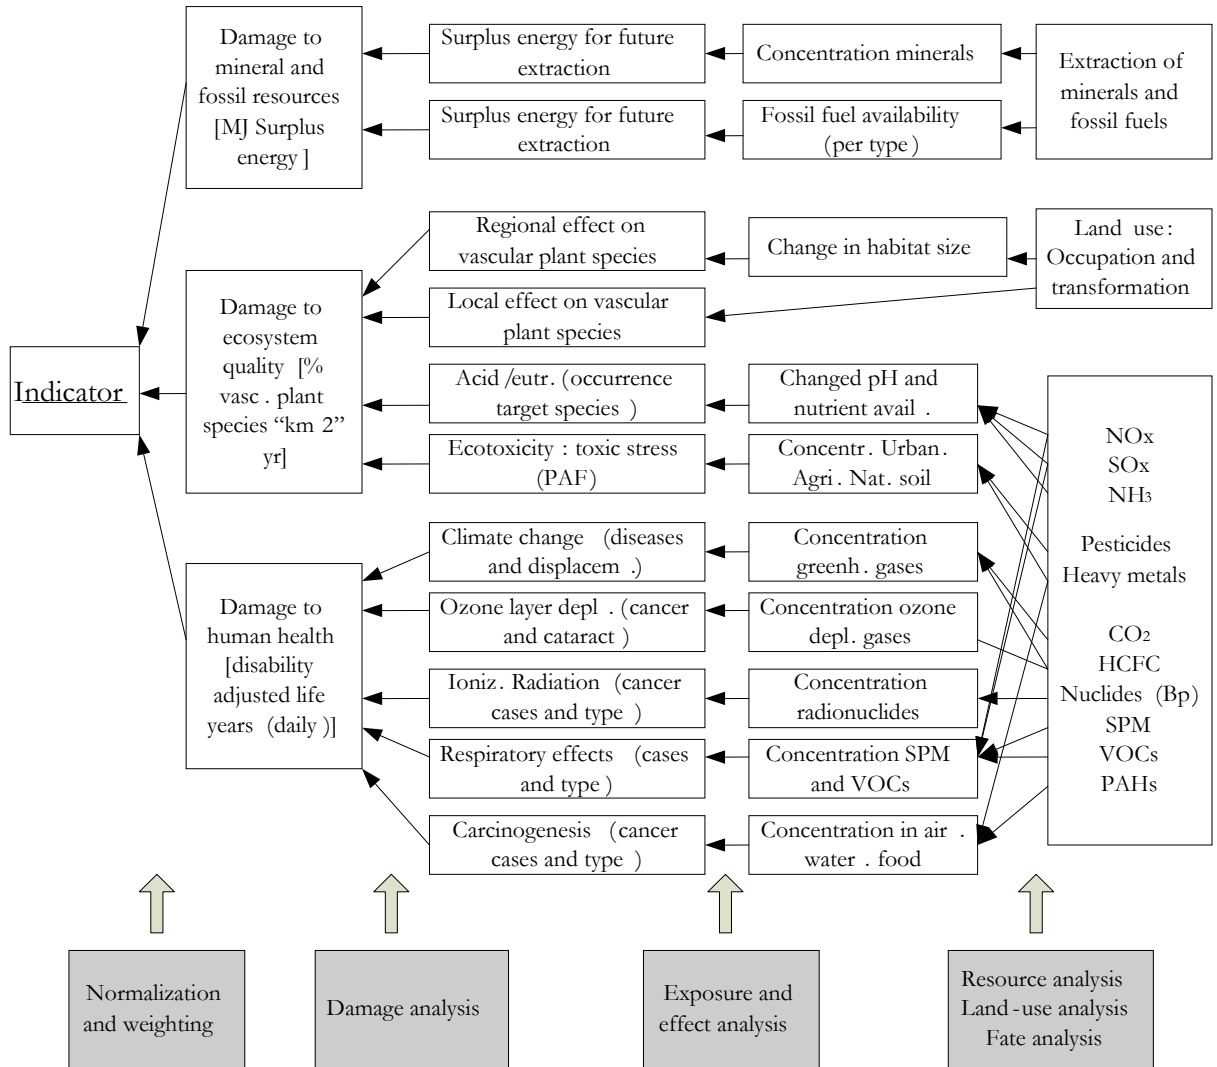 Damage to
mineral and
fossil resources
[MJ Surplus
energy ]
Surplus energy for future
extraction
Concentration minerals
Extraction of
minerals and
fossil fuels
Surplus energy for future
extraction
Fossil fuel availability
(per type )
Regional effect on
vascular plant species
Change in habitat size
Land use:
Occupation and
transformation
Local effect on vascular
plant species
Damage to
ecosystem
quality [%
vasc . plant
species “km 2”
yr]
Indicator
Acid /eutr. (occurrence
target species )
Changed pH and
nutrient avail .
Ecotoxicity : toxic stress
(PAF)
Concentr. Urban.
Agri . Nat. soil
NOx
SOx
NH3
Pesticides
Heavy metals
CO2
HCFC
Nuclides (Bp)
SPM
VOCs
PAHs
Climate change (diseases
and displacem .)
Concentration
greenh. gases
Damage to
human health
[disability
adjusted life
years (daily )]
Ozone layer depl . (cancer
and cataract )
Concentration ozone
depl. gases
Ioniz. Radiation (cancer
cases and type )
Concentration
radionuclides
Respiratory effects (cases
and type )
Concentration SPM
and VOCs
Carcinogenesis (cancer
cases and type )
Concentration in air .
water . food
Normalization
and weighting
Damage analysis
Exposure and
effect analysis
Resource analysis
Land-use analysis
Fate analysis